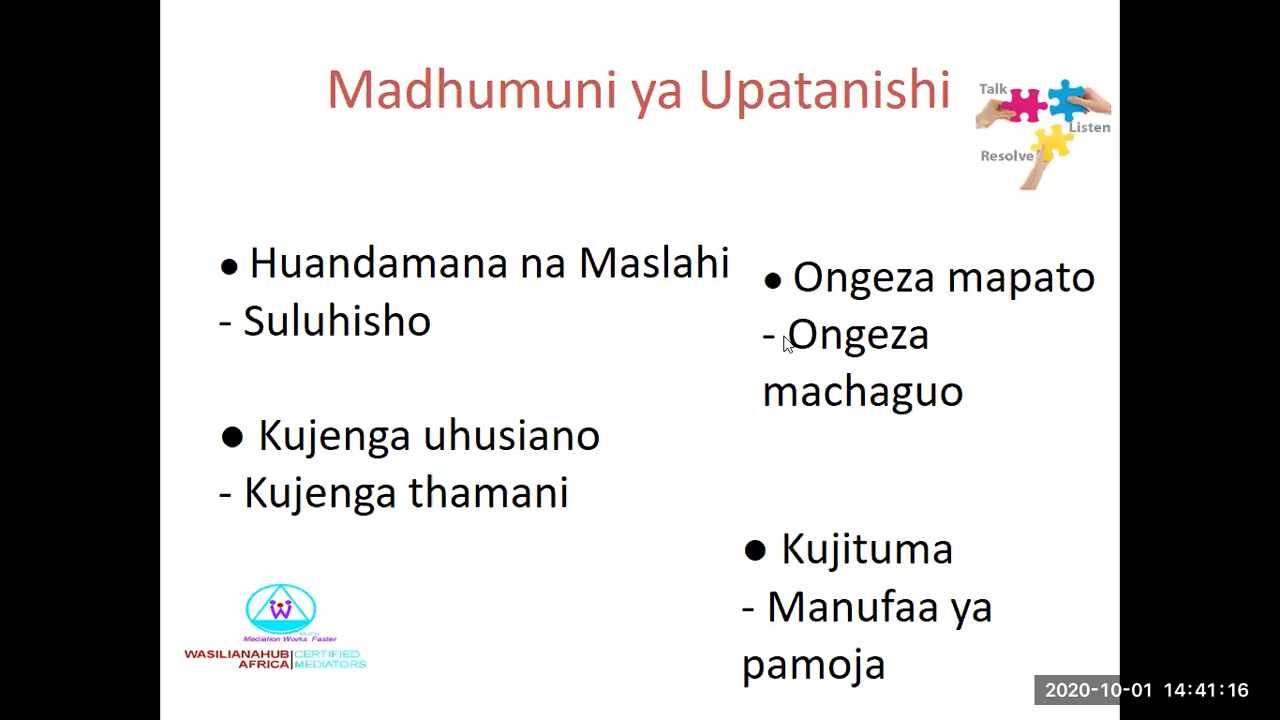 Madhumuni ya Upatanishi
Talk
Listen
Resolve
● Huandamana na Maslahi
- Suluhisho
● Kujenga uhusiano
- Kujenga thamani
● Ongeza mapato
- Ongeza
machaguo
● Kujituma
- Manufaa ya
pamoja
W
Mediation Works Faster
WASILIANAHUB|CERTIFIED
AFRICA|MEDIATORS
2020-10-01 14:41:16